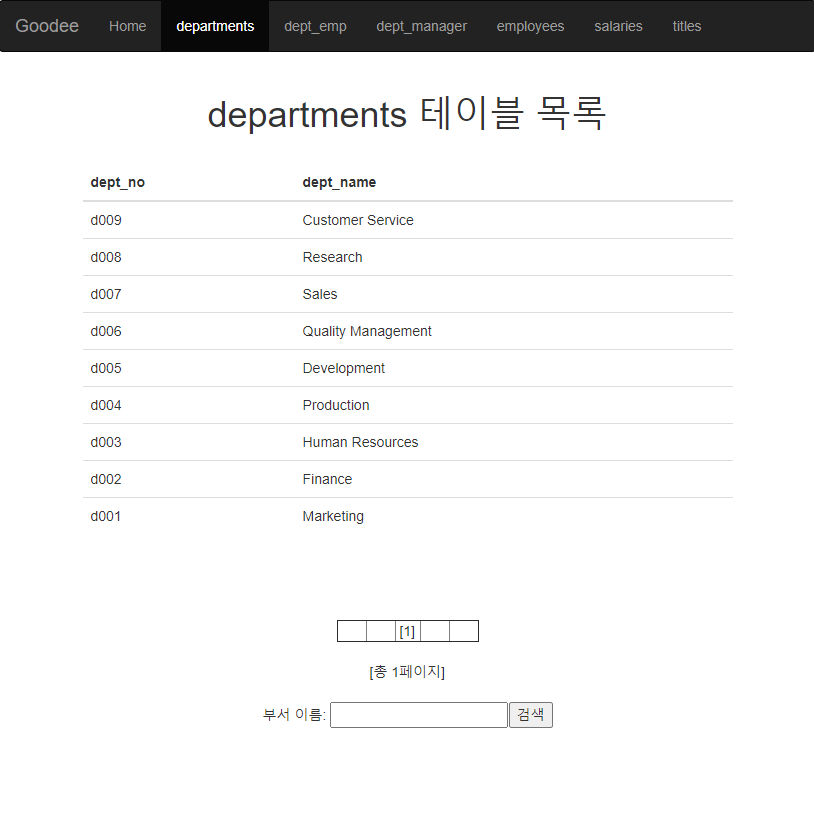 Goodee Home departments dept_emp dept_manager employees salaries titles
departments 테이블 목록
dept_no dept_name
d009 Customer Service
d008 Research
d007 Sales
d006 Quality Management
d005 Development
d004 Production
d003 Human Resources
d002 Finance
d001 Marketing
[1]
[총 1페이지]
부서 이름: 검색